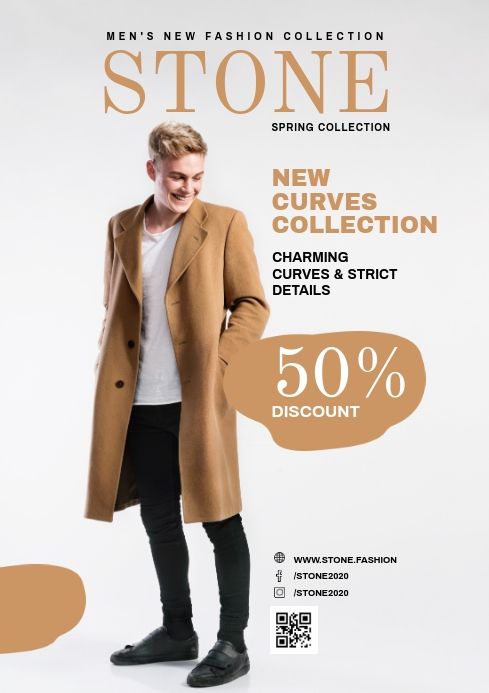 MEN'S NEW FASHION COLLECTION
STONE
SPRING COLLECTION
NEW
CURVES
COLLECTION
CHARMING
CURVES & STRICT
DETAILS
50%
DISCOUNT
WWW.STONE.FASHION
/STONE2020
/STONE2020